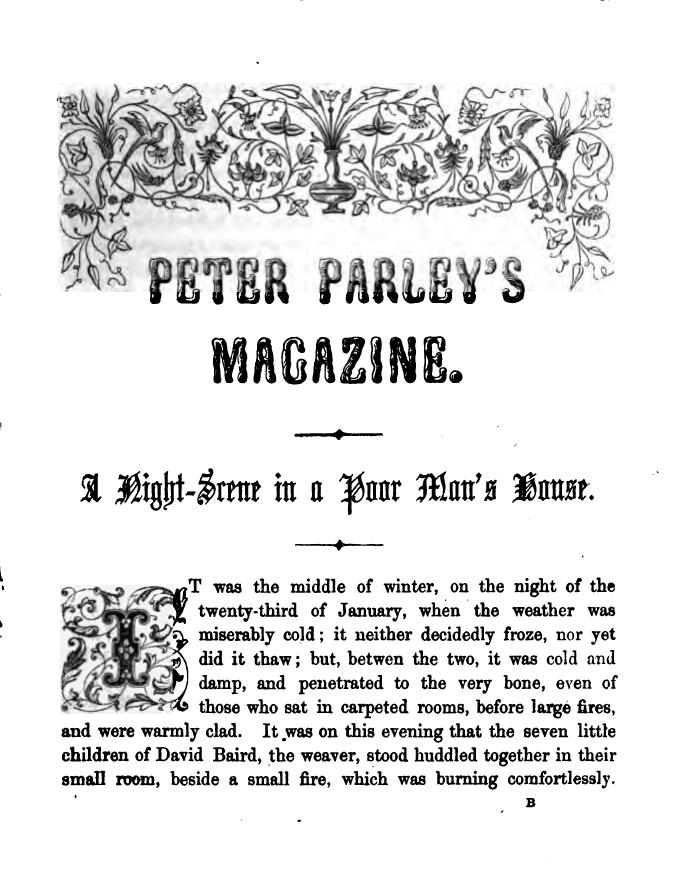 PETER PARLEY'S
MAGAZINE.
A Night-Scene in a Poor Man's House.
IT was the middle of winter, on the night of the
twenty-third of January, when the weather was
miserably cold; it neither decidedly froze, nor yet
did it thaw; but, betwen the two, it was cold and
damp, and penetrated to the very bone, even of
those who sat in carpeted rooms, before large fires,
and were warmly clad. It was on this evening that the seven little
children of David Baird, the weaver, stood huddled together in their
small room, beside a small fire, which was burning comfortlessly.
B